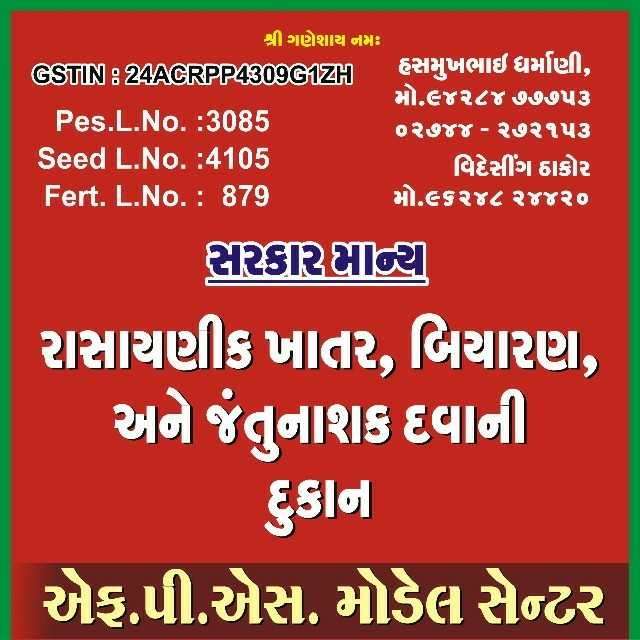 શ્રી ગણેશાય નમઃ
GSTIN : 24ACRPP4309G1ZH
હસમુખભાઈ ધર્માણી,
મો.૯૪૨૮૪ ૭૭૭૫૩
Pes.L.No. :3085
૦૨૭૪૪ - ૨૭૨૧૫૩
Seed L.No. :4105
વિદેસીંગ ઠાકોર
Fert. L.No. : 879
મો.૯૬૨૪૮ ૨૪૪૨૦
સરકાર માન્ય
રાસાયણીક ખાતર, બિયારણ,
અને જંતુનાશક દવાની
દુકાન
એફ.પી.એસ. મોડેલ સેન્ટર